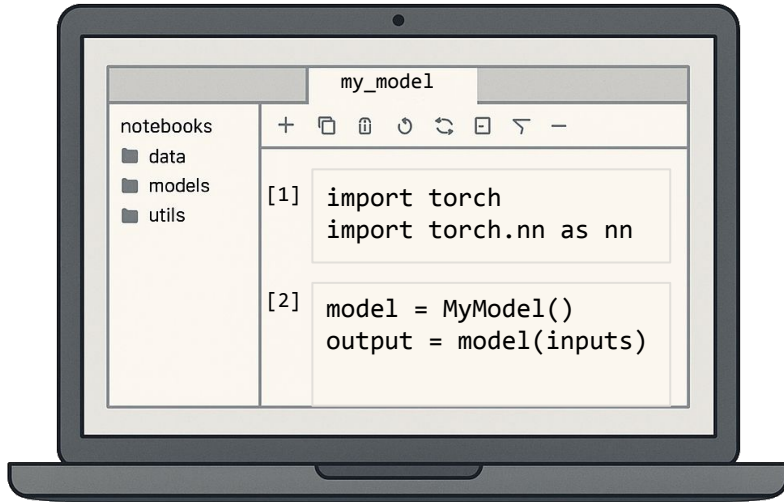 my_model
notebooks
data
models
utils
[1]
import torch
import torch.nn as nn
[2]
model = MyModel()
output = model(inputs)